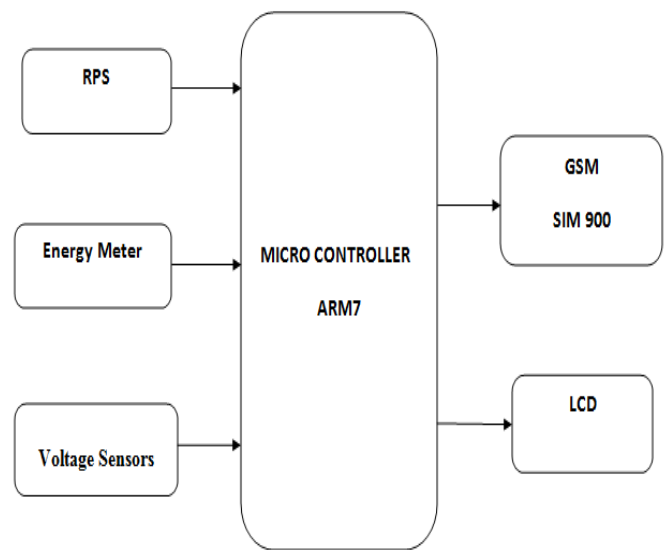 RPS
Energy Meter
Voltage Sensors
MICRO CONTROLLER
ARM7
GSM
SIM 900
LCD